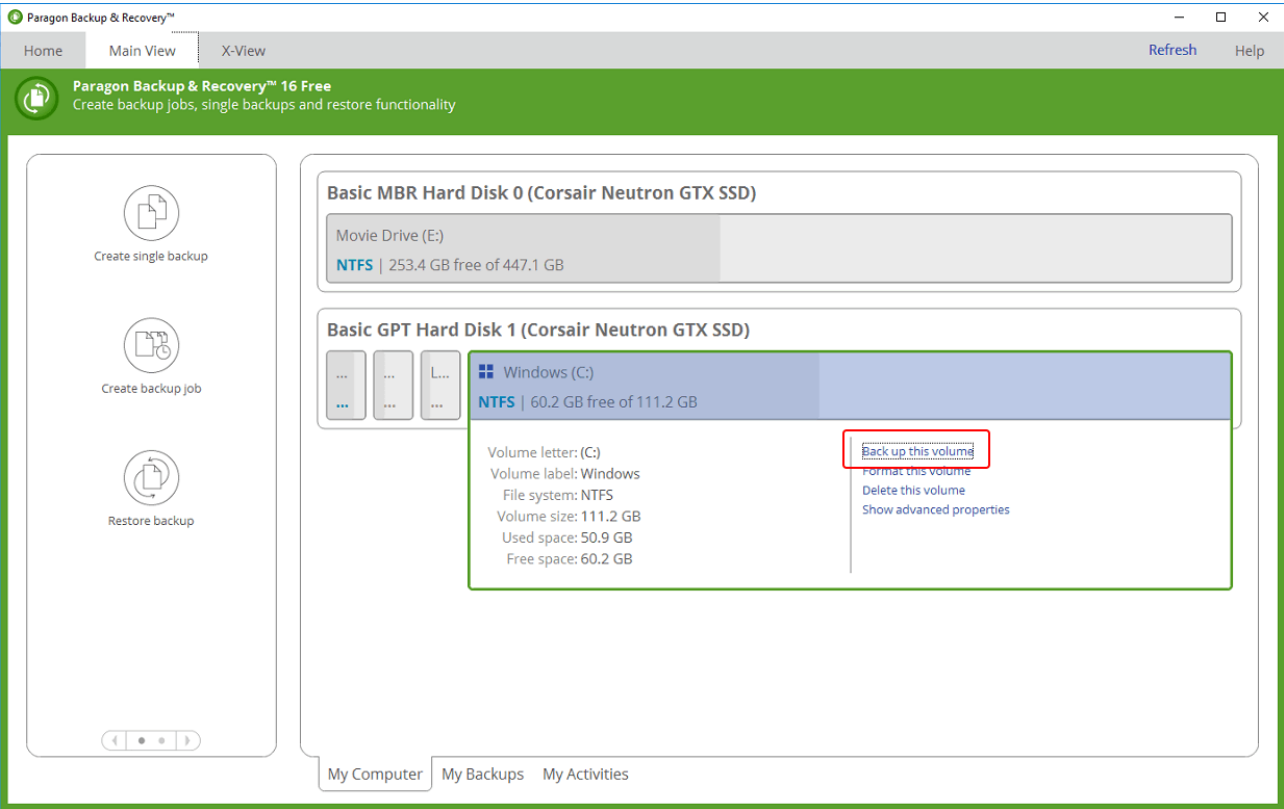 Paragon Backup & Recovery™
Home
Main View
X-View
Refresh
Help
Paragon Backup & Recovery™ 16 Free
Create backup jobs, single backups and restore functionality
Create single backup
Create backup job
Restore backup
Basic MBR Hard Disk 0 (Corsair Neutron GTX SSD)
Movie Drive (E:)
NTFS | 253.4 GB free of 447.1 GB
Basic GPT Hard Disk 1 (Corsair Neutron GTX SSD)
...
...
L...
Windows (C:)
...
...
...
NTFS | 60.2 GB free of 111.2 GB
Volume letter: (C:)
Volume label: Windows
File system: NTFS
Volume size: 111.2 GB
Used space: 50.9 GB
Free space: 60.2 GB
Back up this volume
Format this volume
Delete this volume
Show advanced properties
My Computer
My Backups
My Activities